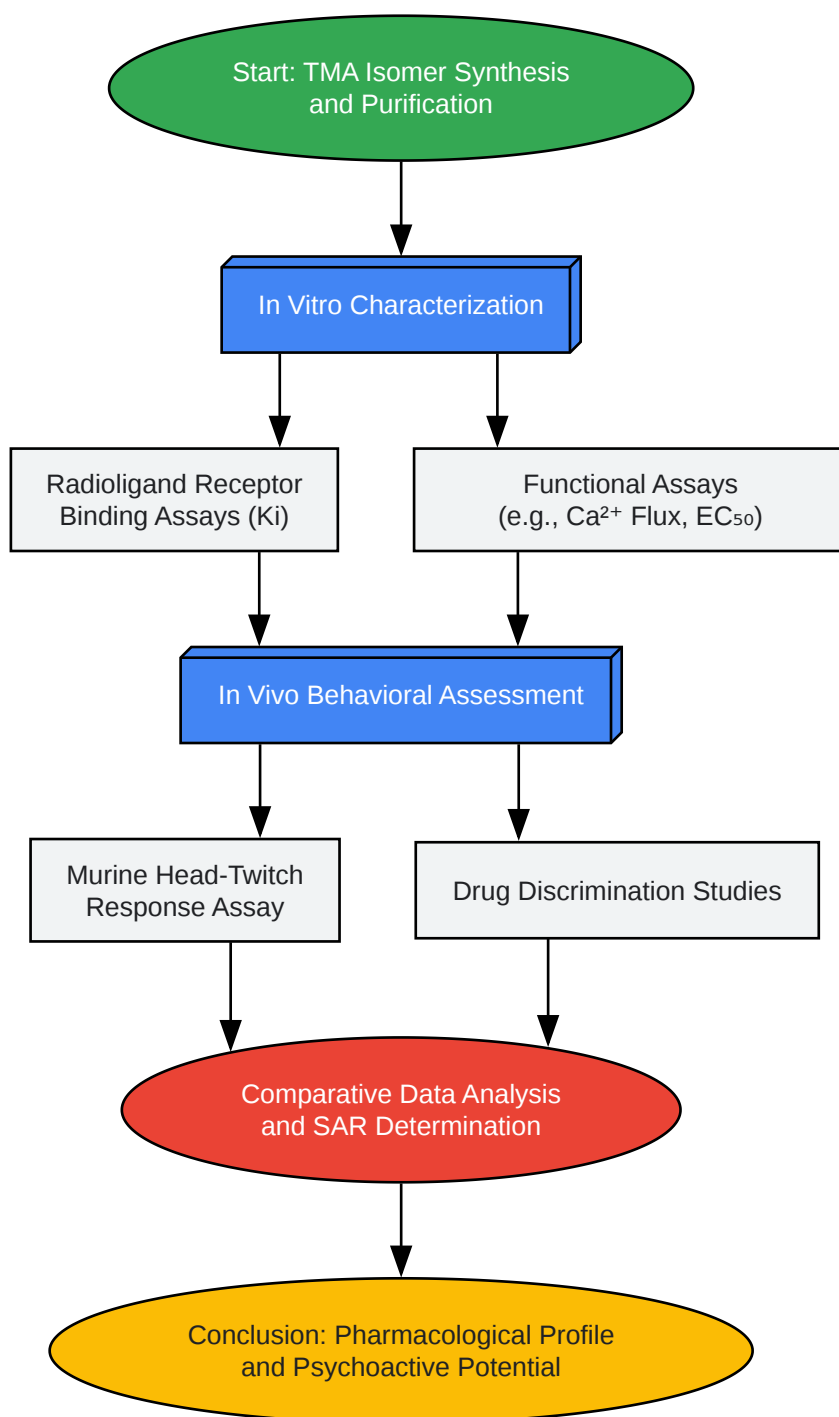 Start: TMA Isomer Synthesis
and Purification
In Vitro Characterization
Radioligand Receptor
Binding Assays (Ki)
Functional Assays
(e.g., Ca²⁺ Flux, EC₅₀)
In Vivo Behavioral Assessment
Murine Head-Twitch
Response Assay
Drug Discrimination Studies
Comparative Data Analysis
and SAR Determination
Conclusion: Pharmacological Profile
and Psychoactive Potential